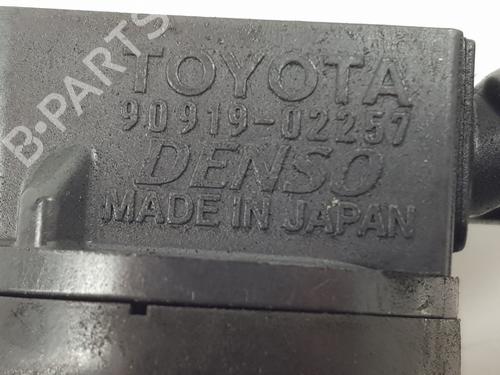 B-PARTS
TOYOTA
90919-02257
DENSO
MADE IN JAPAN